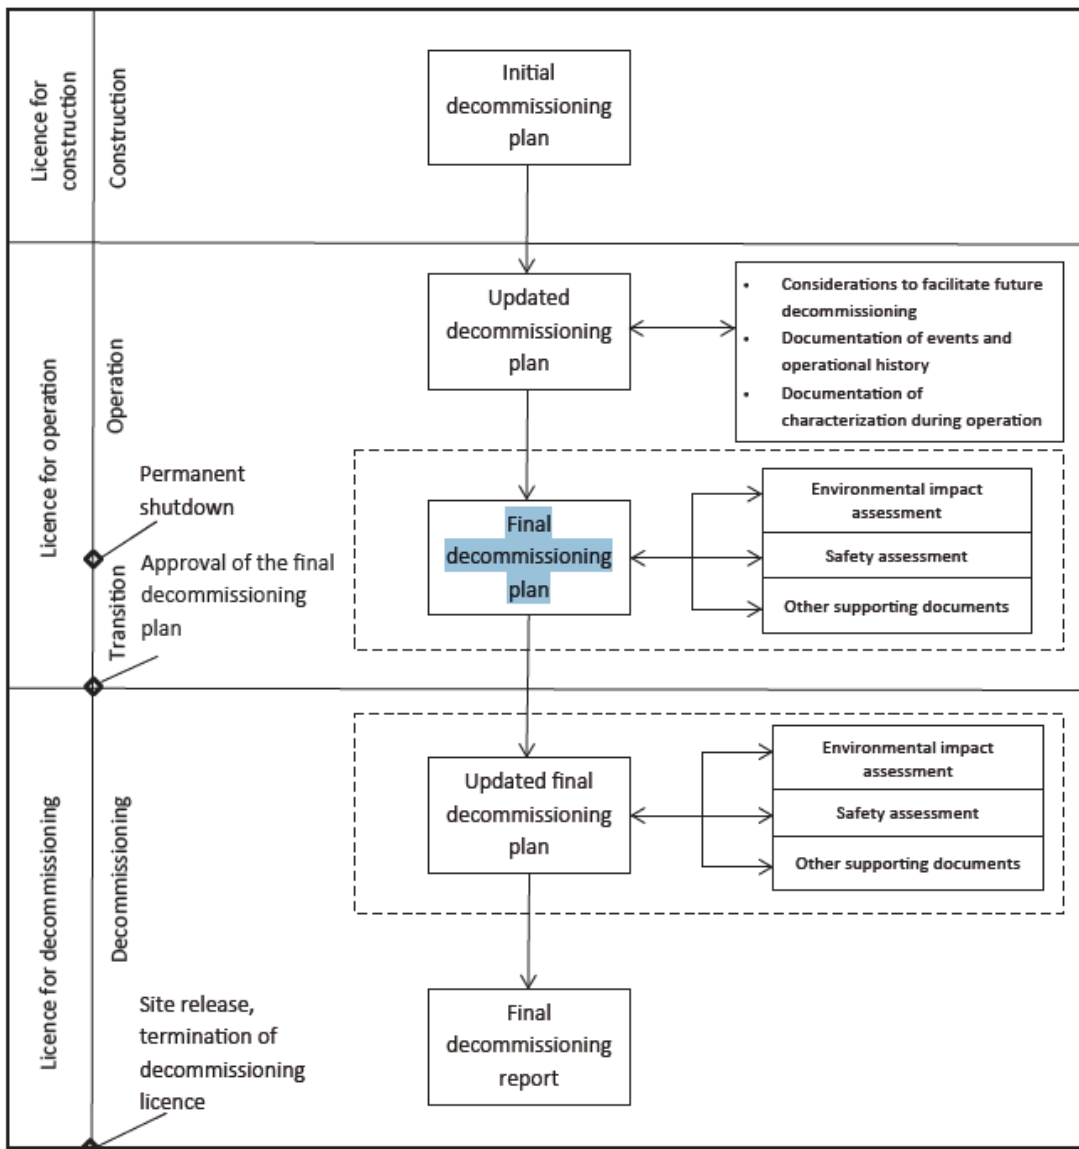 Licence for
construction
Construction
Initial
decommissioning
plan
Licence for operation
Operation
Updated
decommissioning
plan
• Considerations to facilitate future
decommissioning
• Documentation of events and
operational history
• Documentation of
characterization during operation
Permanent
shutdown
Transition
Approval of the final
decommissioning
plan
Final
decommissioning
plan
Environmental impact
assessment
Safety assessment
Other supporting documents
Licence for decommissioning
Decommissioning
Updated final
decommissioning
plan
Environmental impact
assessment
Safety assessment
Other supporting documents
Site release,
termination of
decommissioning
licence
Final
decommissioning
report